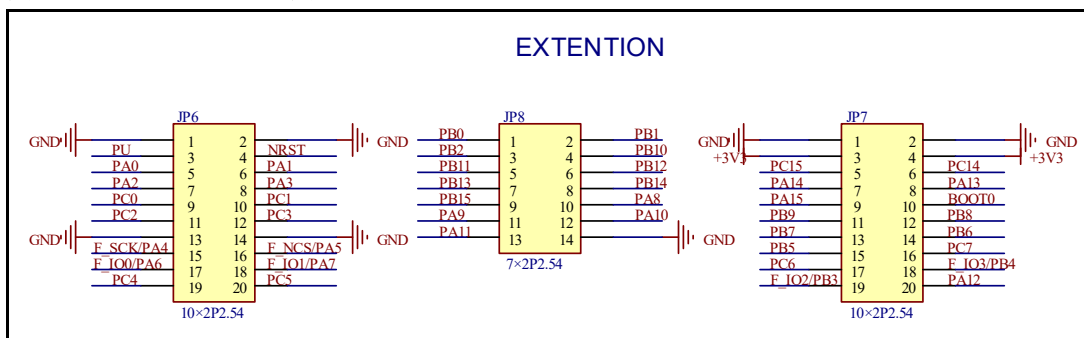 EXTENTION
JP6
GND 1 2 GND
PU 3 4 NRST
PA0 5 6 PA1
PA2 7 8 PA3
PC0 9 10 PC1
PC2 11 12 PC3
GND 13 14 GND
F_SCK/PA4 15 16 F_NCS/PA5
F_IO0/PA6 17 18 F_IO1/PA7
PC4 19 20 PC5
10×2P2.54
JP8
PB0 1 2 PB1
PB2 3 4 PB10
PB11 5 6 PB12
PB13 7 8 PB14
PB15 9 10 PA8
PA9 11 12 PA10
PA11 13 14 GND
7×2P2.54
JP7
GND 1 2 GND
+3V3 3 4 +3V3
PC15 5 6 PC14
PA14 7 8 PA13
PA15 9 10 BOOT0
PB9 11 12 PB8
PB7 13 14 PB6
PB5 15 16 PC7
PC6 17 18 F_IO3/PB4
F_IO2/PB3 19 20 PA12
10×2P2.54